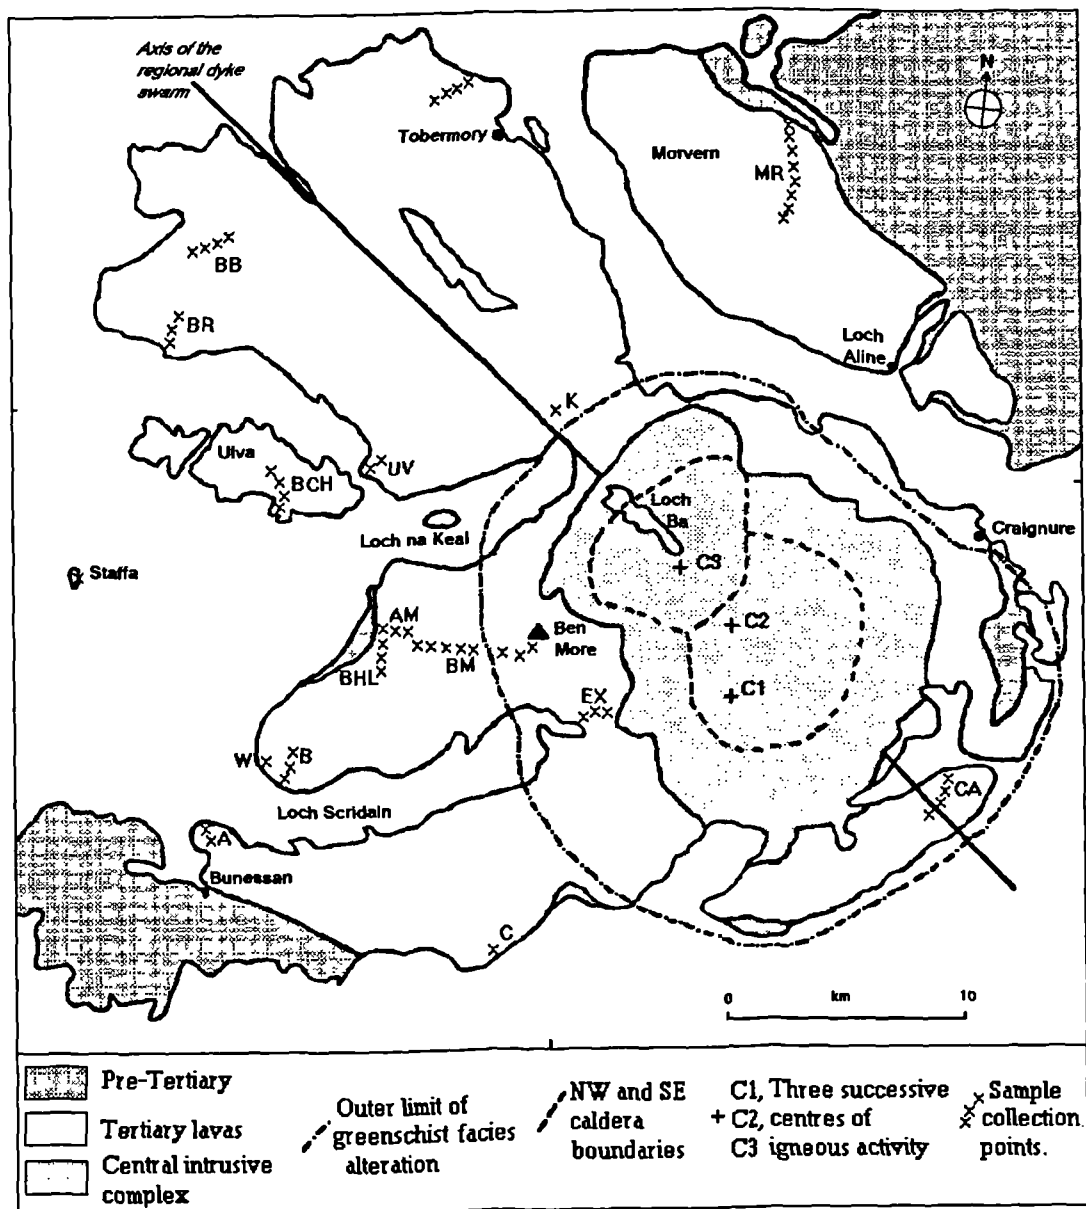 Axis of the
regional dyke
swarm
N
Tobermory
Morvern
MR
BB
BR
Loch
Aline
K
Ulva
UV
BCH
Loch
Ba
Craignure
Loch na Keal
C3
Staffa
AM
Ben
More
C2
BM
BHL
E
C1
W
B
CA
Loch Scridain
A
Bunessan
C
0
km
10
Pre-Tertiary
Tertiary lavas
Central intrusive
complex
Outer limit of
greenschist facies
alteration
NW and SE
caldera
boundaries
C1, Three successive
C2, centres of
C3 igneous activity
Sample
collection
points.